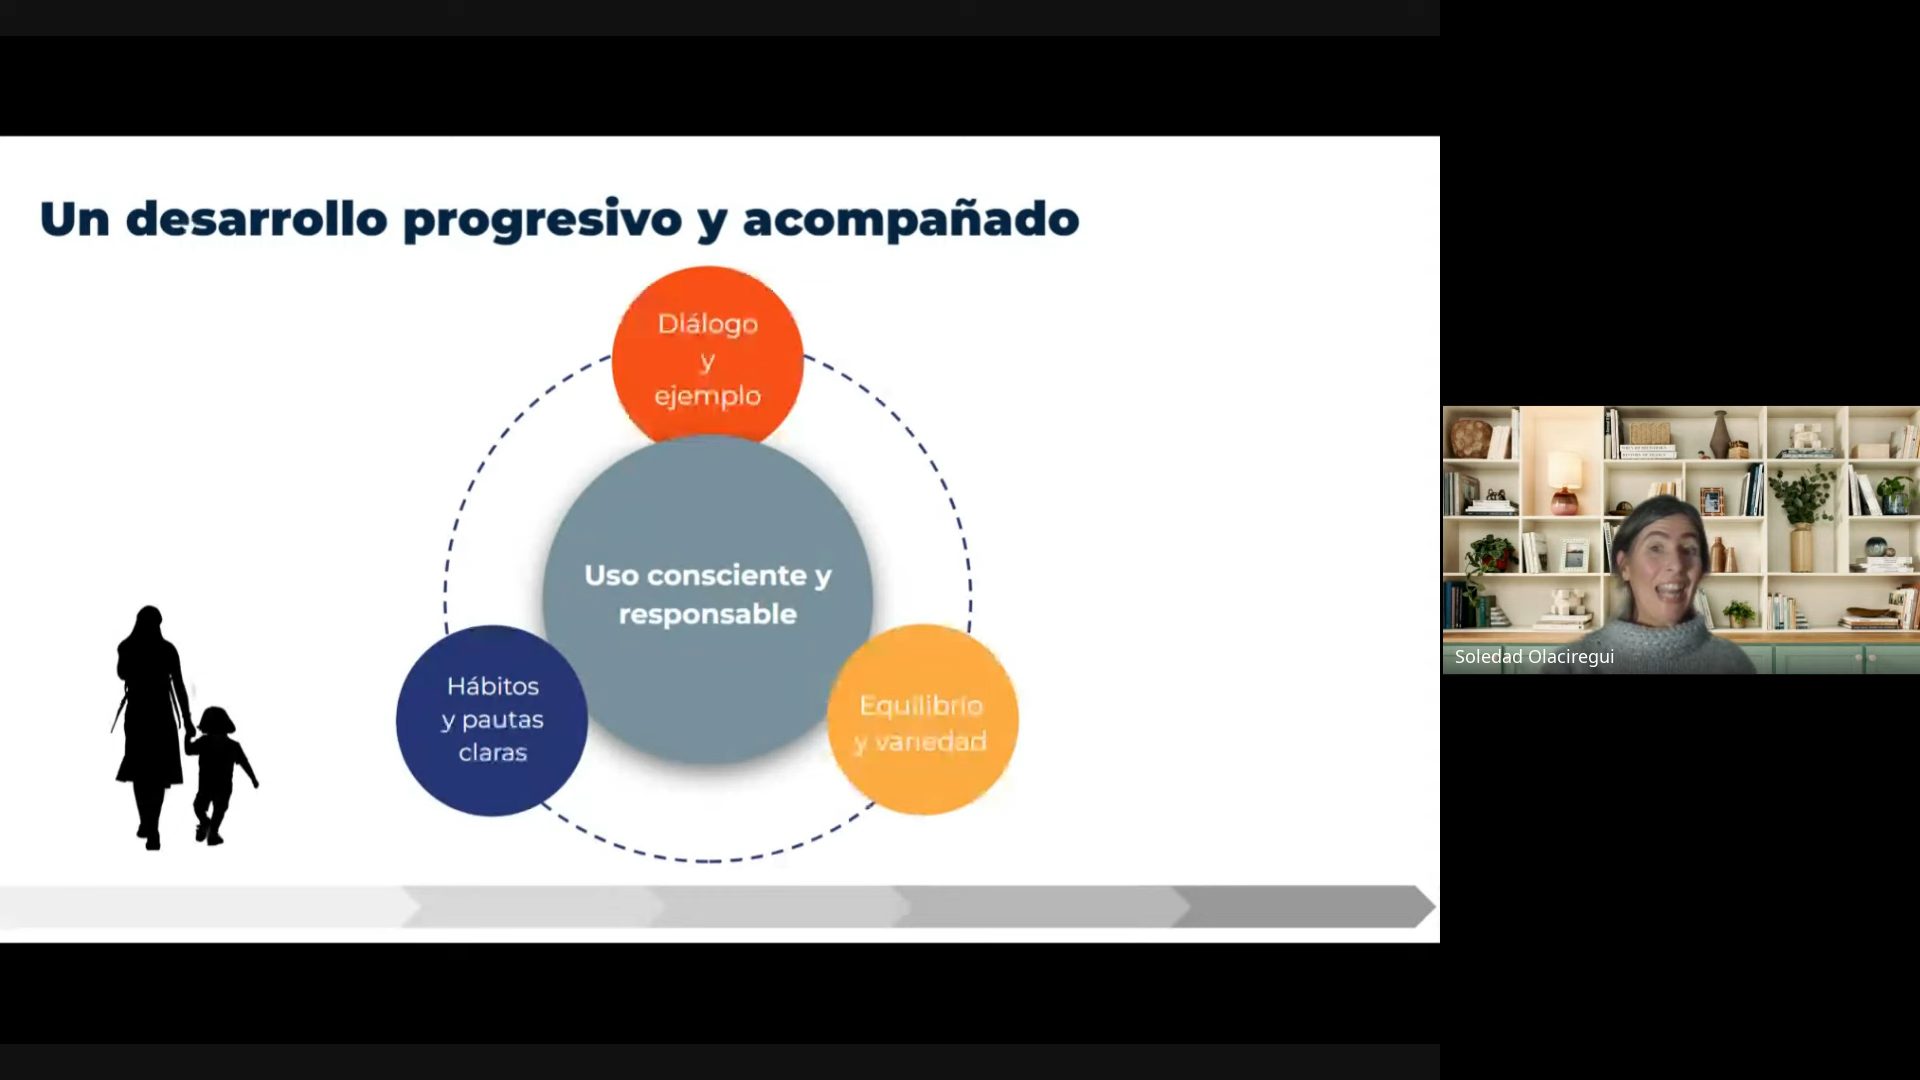 Un desarrollo progresivo y acompañado
Diálogo
y
ejemplo
Uso consciente y
responsable
Hábitos
y pautas
claras
Equilibrio
y variedad
Soledad Olaciregui